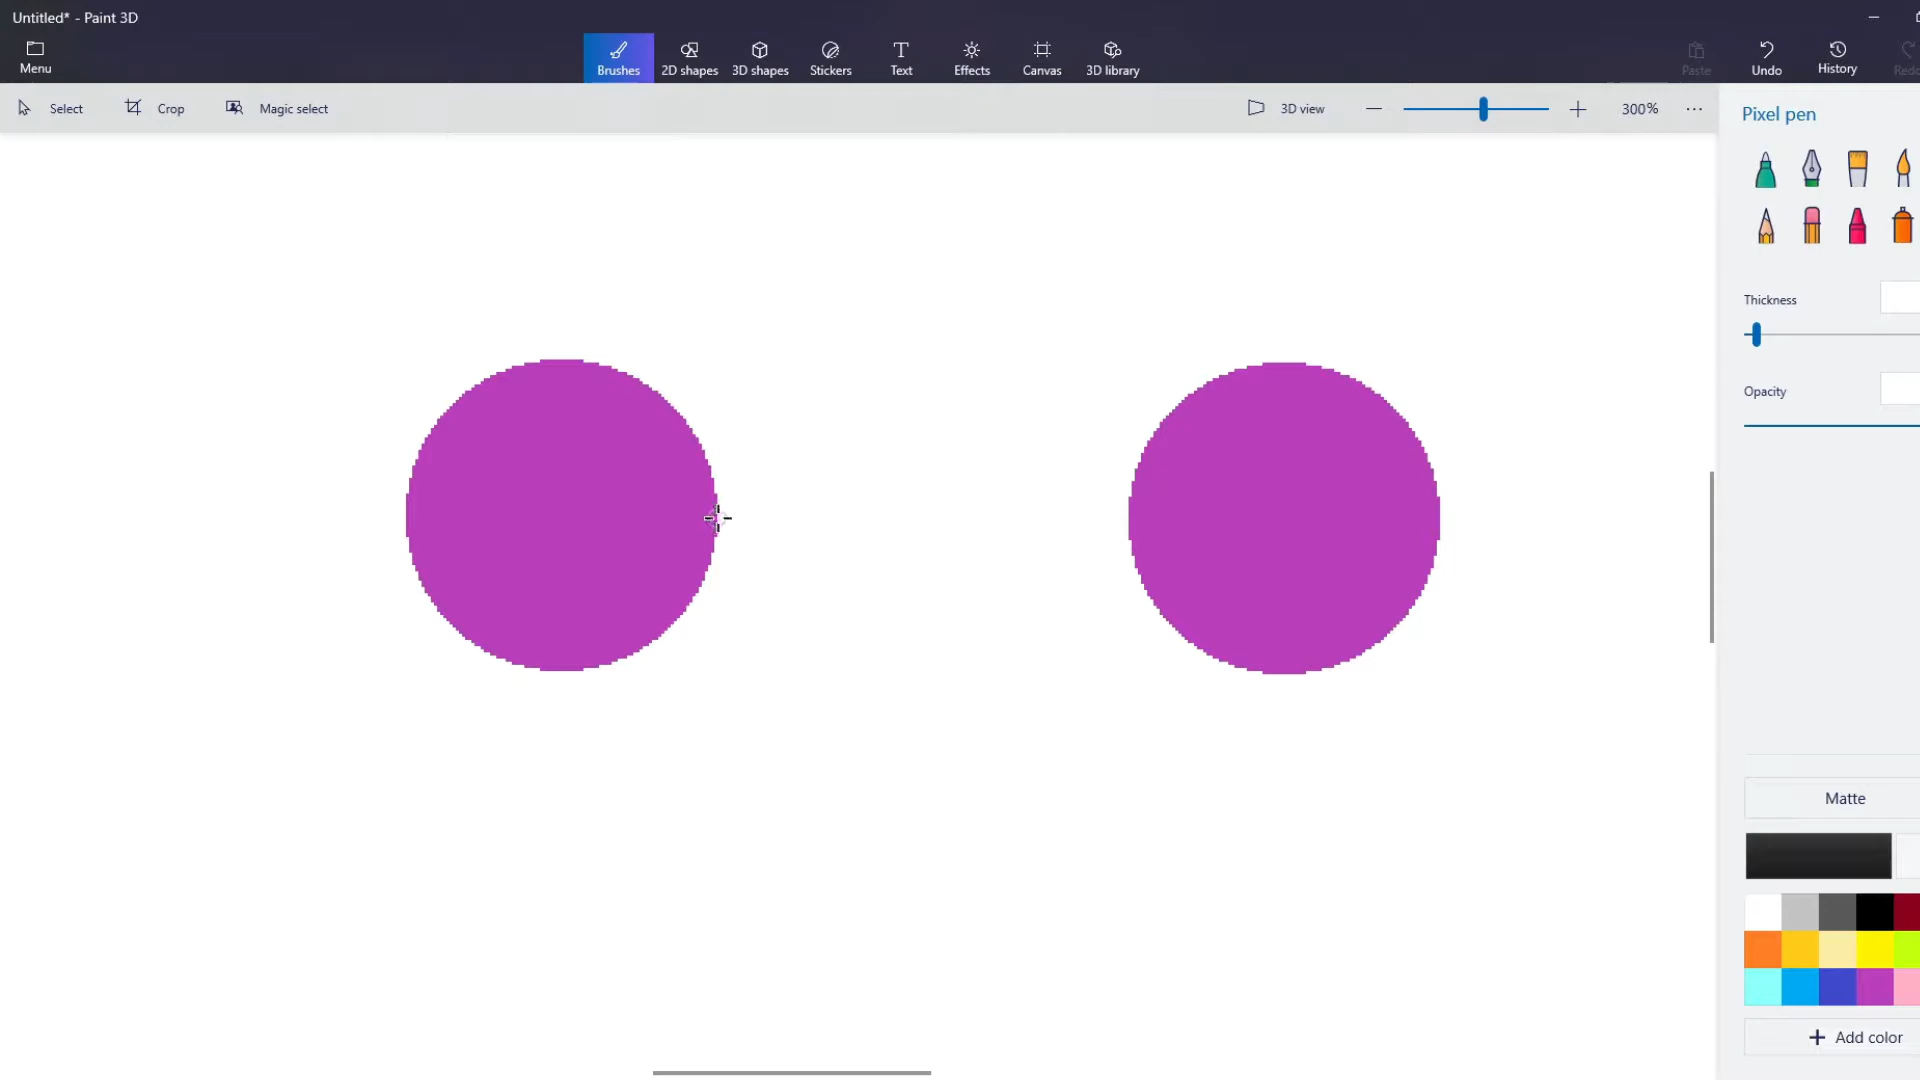 Untitled* - Paint 3D
Menu
Brushes
2D shapes
3D shapes
Stickers
Text
Effects
Canvas
3D library
Paste
Undo
History
Redo
Select
Crop
Magic select
3D view
300%
Pixel pen
Thickness
Opacity
Matte
Add color